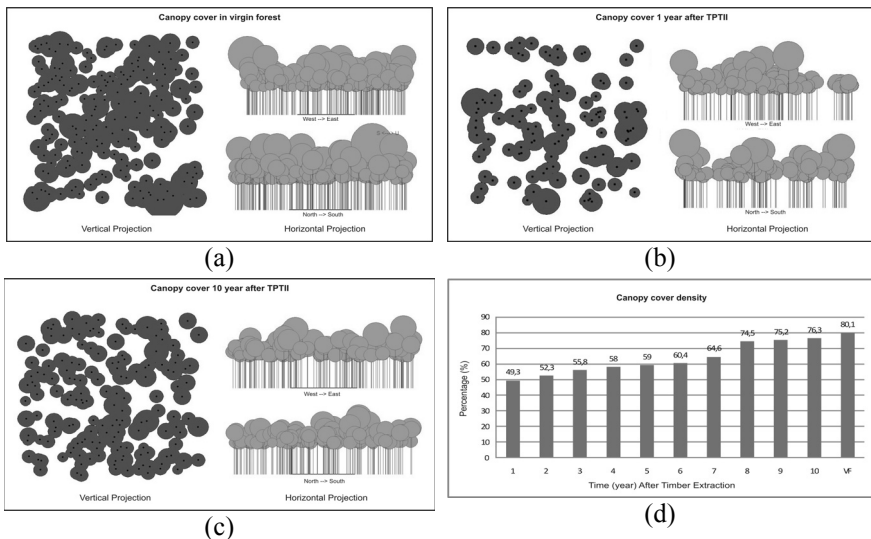 Canopy cover in virgin forest
West --> East
North --> South
Vertical Projection
Horizontal Projection
(a)
Canopy cover 1 year after TPTII
West --> East
North --> South
Vertical Projection
Horizontal Projection
(b)
Canopy cover 10 year after TPTII
West --> East
North --> South
Vertical Projection
Horizontal Projection
(c)
Canopy cover density
Percentage (%)
90
80
70
60
50
40
30
20
10
0
49,3
52,3
55,8
58
59
60,4
64,6
74,5
75,2
76,3
80,1
1 2 3 4 5 6 7 8 9 10 VF
Time (year) After Timber Extraction
(d)